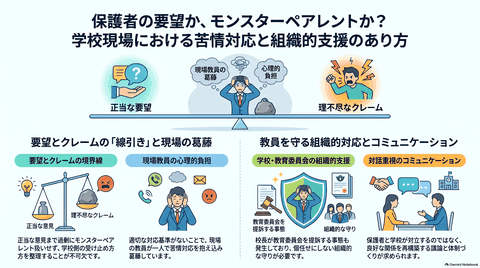 保護者の要望か、モンスターペアレントか？
学校現場における苦情対応と組織的支援のあり方
現場教員の
葛藤
心理的
負担
正当な要望
理不尽なクレーム
要望とクレームの「線引き」と現場の葛藤
要望とクレームの境界線
正当な意見
理不尽なクレーム
正当な意見まで過剰にモンスターペアレ
ント扱いせず、学校側の受け止め方
を整理することが不可欠です。
現場教員の心理的負担
適切な対応基準がないことで、現場
の教員が一人で苦情対応を抱え込み
葛藤しています。
教員を守る組織的対応とコミュニケーション
学校・教育委員会の組織的支援
教育委員会を
提訴する事態
組織的な守り
校長が教育委員会を提訴する事態も
発生しており、個任せにしない組織
的な守りが必要です。
対話重視のコミュニケーション
保護者と学校が対立するのではなく、
良好な関係を再構築する議論と体制づ
くりが求められます。